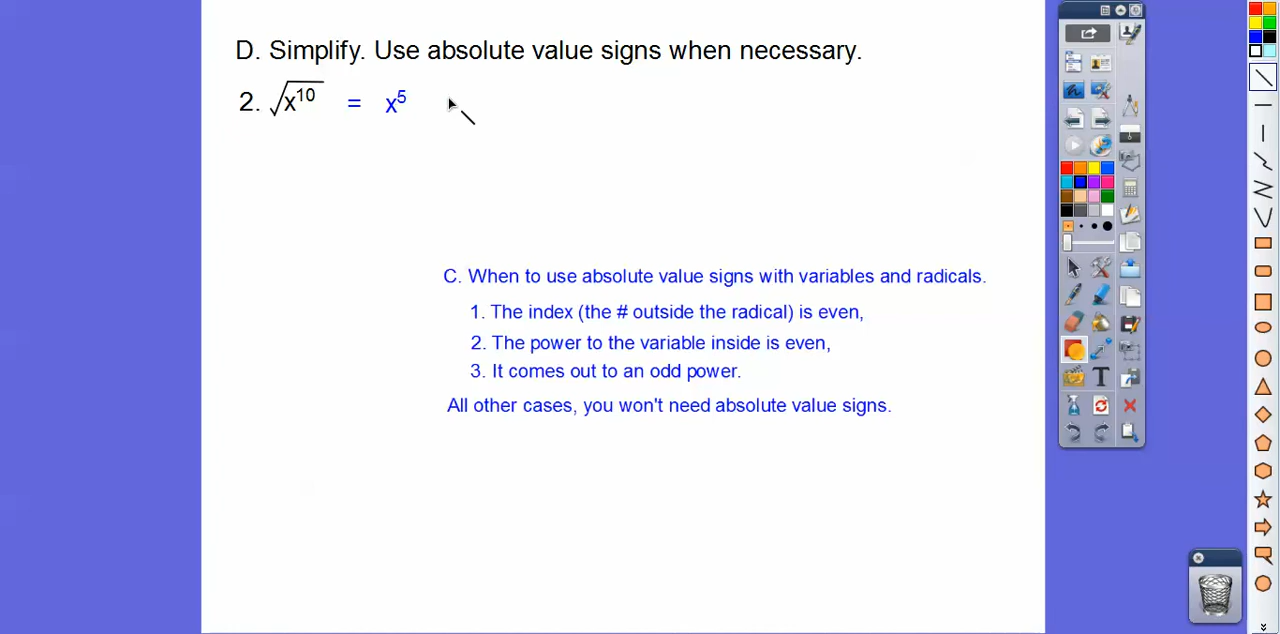 D. Simplify. Use absolute value signs when necessary.
2. √x¹⁰ = x⁵
C. When to use absolute value signs with variables and radicals.
1. The index (the # outside the radical) is even,
2. The power to the variable inside is even,
3. It comes out to an odd power.
All other cases, you won't need absolute value signs.
T